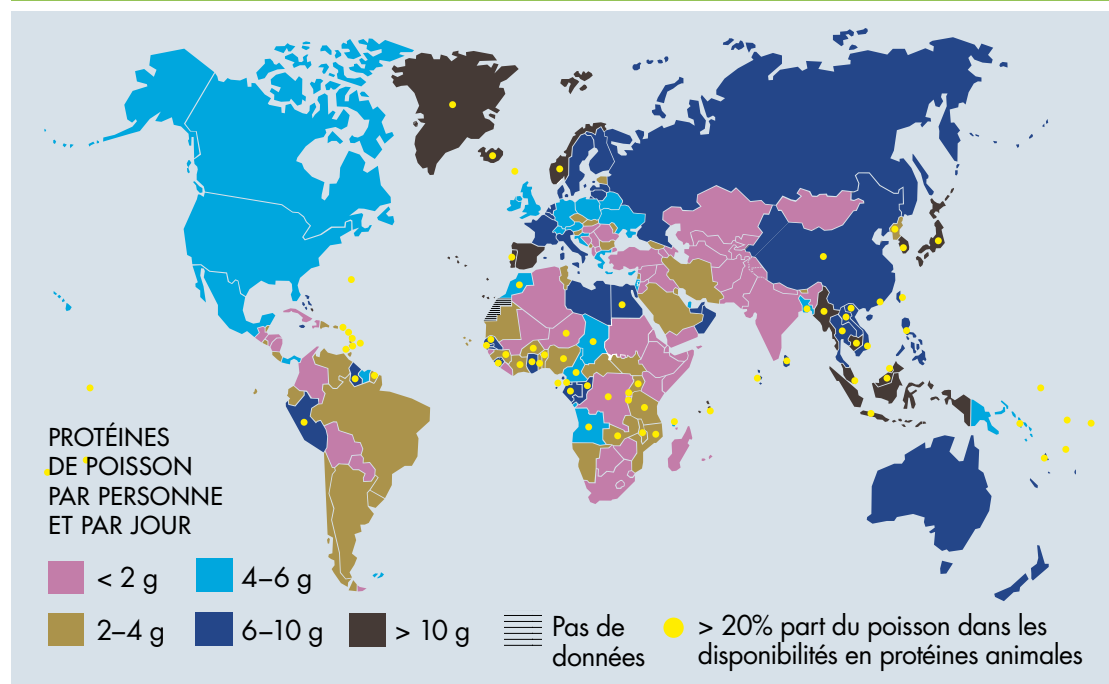 PROTÉINES
DE POISSON
PAR PERSONNE
ET PAR JOUR
< 2 g
4–6 g
2–4 g
6–10 g
> 10 g
Pas de
données
> 20% part du poisson dans les
disponibilités en protéines animales